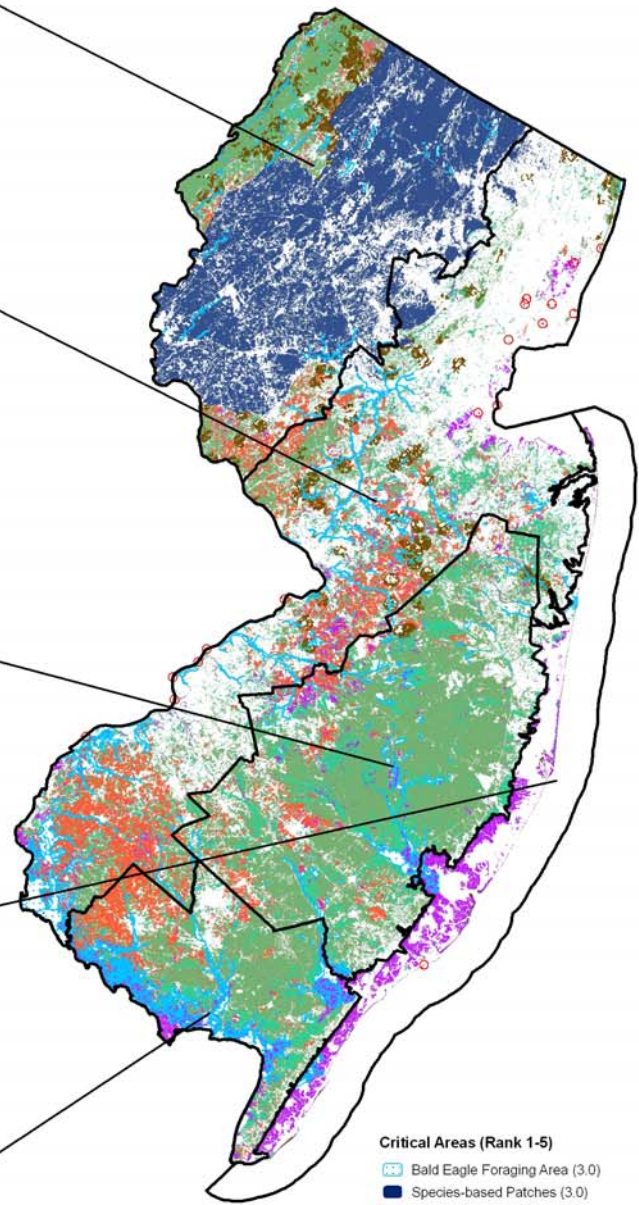 Critical Areas (Rank 1-5)
Bald Eagle Foraging Area (3.0)
Species-based Patches (3.0)